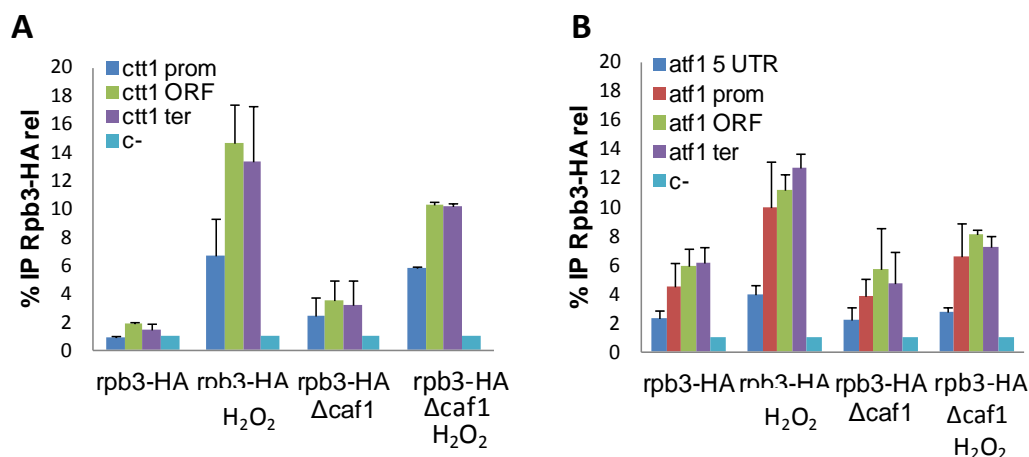 A
% IP Rpb3-HA rel
20
18
16
14
12
10
8
6
4
2
0
ctt1 prom
ctt1 ORF
ctt1 ter
c-
rpb3-HA
rpb3-HA
H₂O₂
rpb3-HA
Δcaf1
rpb3-HA
Δcaf1
H₂O₂
B
% IP Rpb3-HA rel
20
18
16
14
12
10
8
6
4
2
0
atf1 5 UTR
atf1 prom
atf1 ORF
atf1 ter
c-
rpb3-HA
rpb3-HA
H₂O₂
rpb3-HA
Δcaf1
rpb3-HA
Δcaf1
H₂O₂